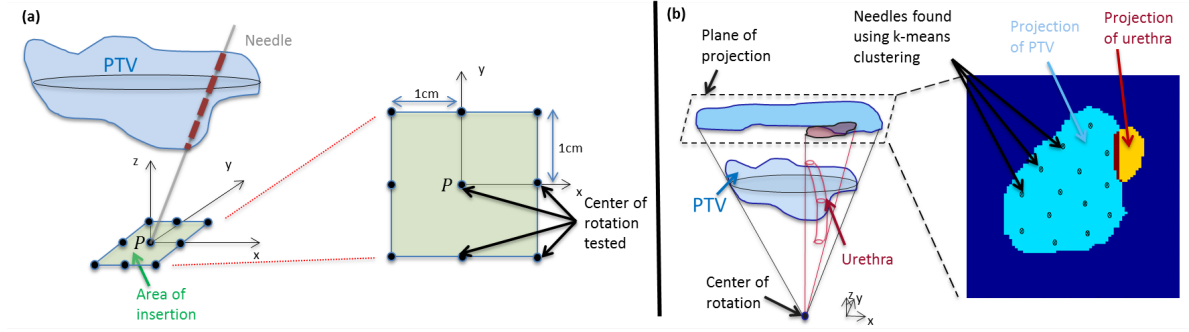 (a)
Needle
PTV
z
y
x
P
Area of
insertion
1cm
y
1cm
P
x
Center of
rotation
tested
(b)
Plane of
projection
Needles found
using k-means
clustering
Projection
of PTV
Projection
of urethra
PTV
Urethra
Center of
rotation
z
y
x